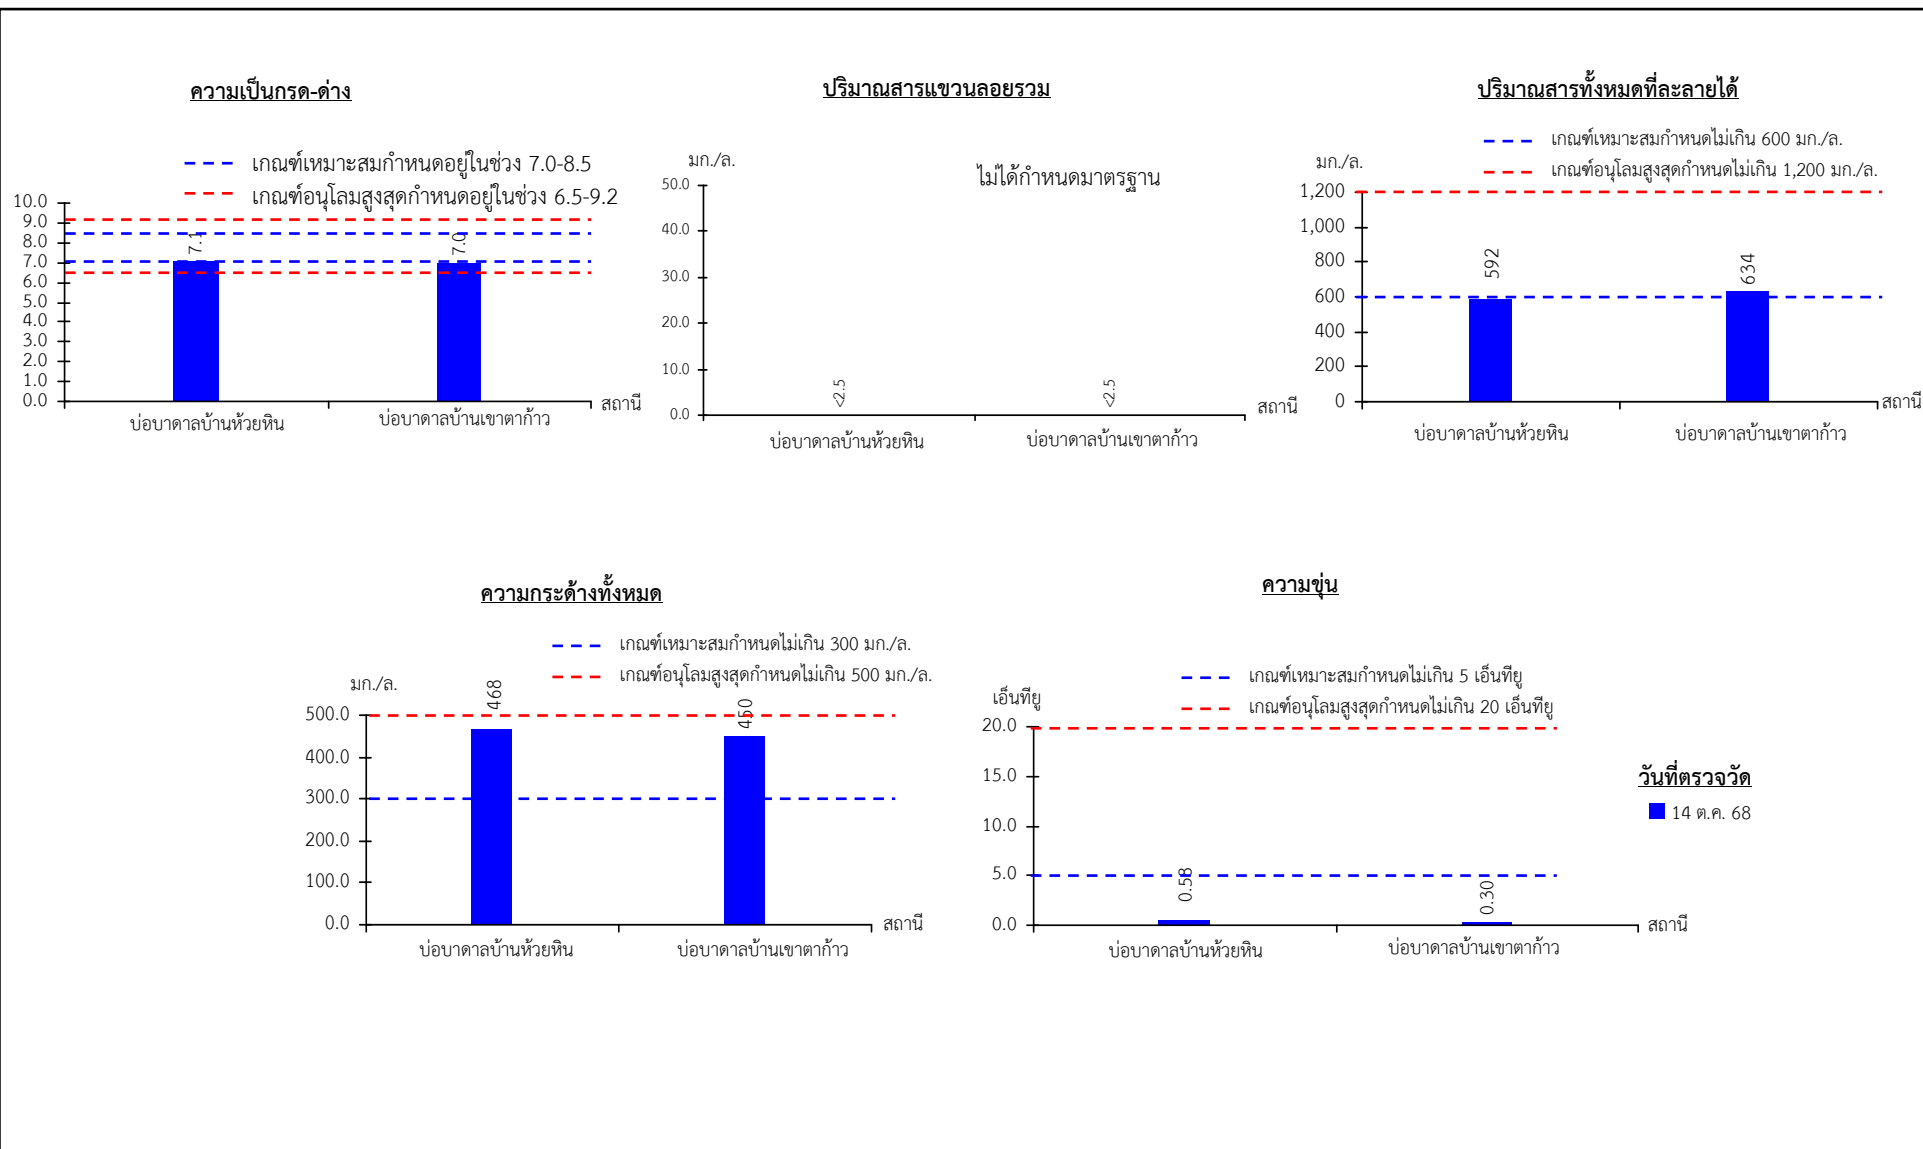 ความเป็นกรด-ด่าง
เกณฑ์เหมาะสมกำหนดอยู่ในช่วง 7.0-8.5
เกณฑ์อนุโลมสูงสุดกำหนดอยู่ในช่วง 6.5-9.2
10.0
9.0
8.0
7.0
6.0
5.0
4.0
3.0
2.0
1.0
0.0
7.1
7.0
สถานี
บ่อบาดาลบ้านห้วยหิน
บ่อบาดาลบ้านเขาตาก้าว
ปริมาณสารแขวนลอยรวม
มก./ล.
ไม่ได้กำหนดมาตรฐาน
50.0
40.0
30.0
20.0
10.0
0.0
<2.5
<2.5
สถานี
บ่อบาดาลบ้านห้วยหิน
บ่อบาดาลบ้านเขาตาก้าว
ปริมาณสารทั้งหมดที่ละลายได้
เกณฑ์เหมาะสมกำหนดไม่เกิน 600 มก./ล.
เกณฑ์อนุโลมสูงสุดกำหนดไม่เกิน 1,200 มก./ล.
มก./ล.
1,200
1,000
800
600
400
200
0
592
634
สถานี
บ่อบาดาลบ้านห้วยหิน
บ่อบาดาลบ้านเขาตาก้าว
ความกระด้างทั้งหมด
เกณฑ์เหมาะสมกำหนดไม่เกิน 300 มก./ล.
เกณฑ์อนุโลมสูงสุดกำหนดไม่เกิน 500 มก./ล.
มก./ล.
500.0
400.0
300.0
200.0
100.0
0.0
468
450
สถานี
บ่อบาดาลบ้านห้วยหิน
บ่อบาดาลบ้านเขาตาก้าว
ความขุ่น
เกณฑ์เหมาะสมกำหนดไม่เกิน 5 เอ็นทียู
เกณฑ์อนุโลมสูงสุดกำหนดไม่เกิน 20 เอ็นทียู
เอ็นทียู
20.0
15.0
10.0
5.0
0.0
0.58
0.30
สถานี
บ่อบาดาลบ้านห้วยหิน
บ่อบาดาลบ้านเขาตาก้าว
วันที่ตรวจวัด
14 ต.ค. 68